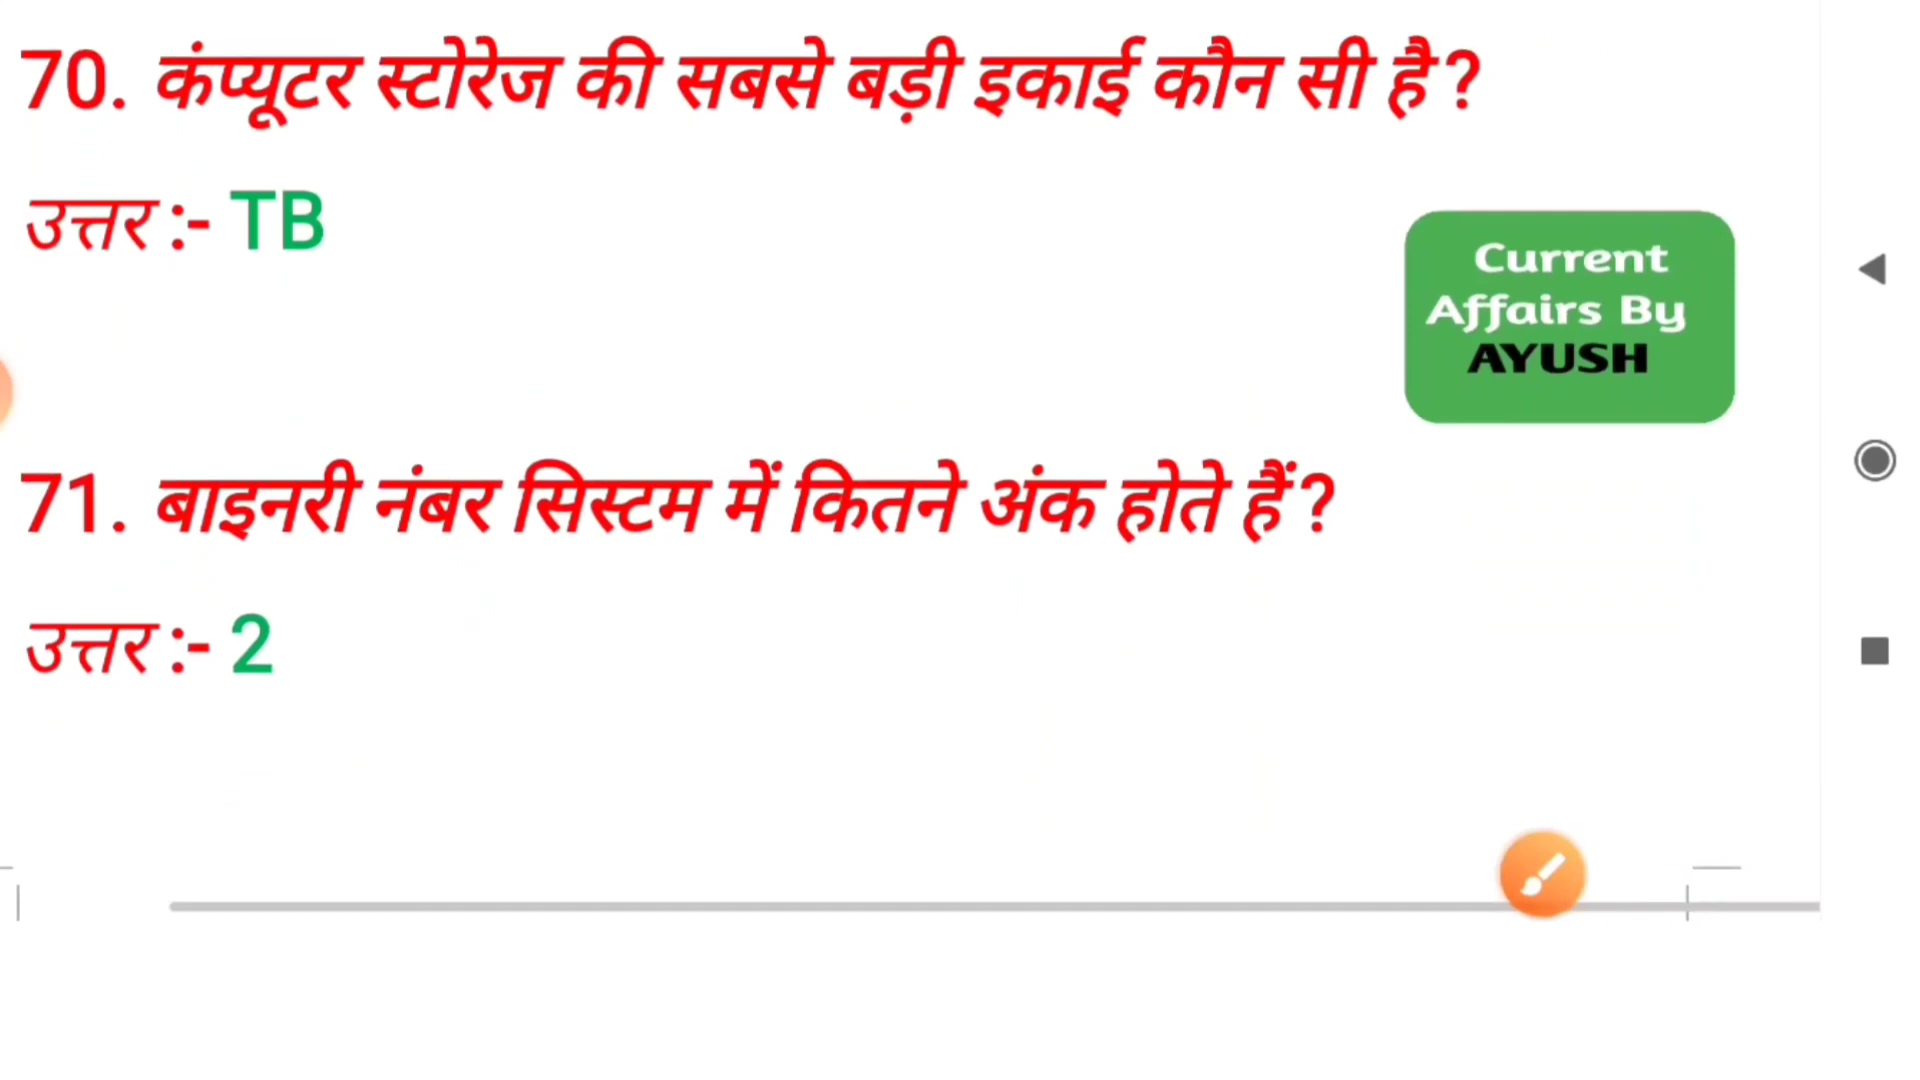 70. कंप्यूटर स्टोरेज की सबसे बड़ी इकाई कौन सी है?
उत्तर :- TB
Current
Affairs By
AYUSH
71. बाइनरी नंबर सिस्टम में कितने अंक होते हैं?
उत्तर :- 2